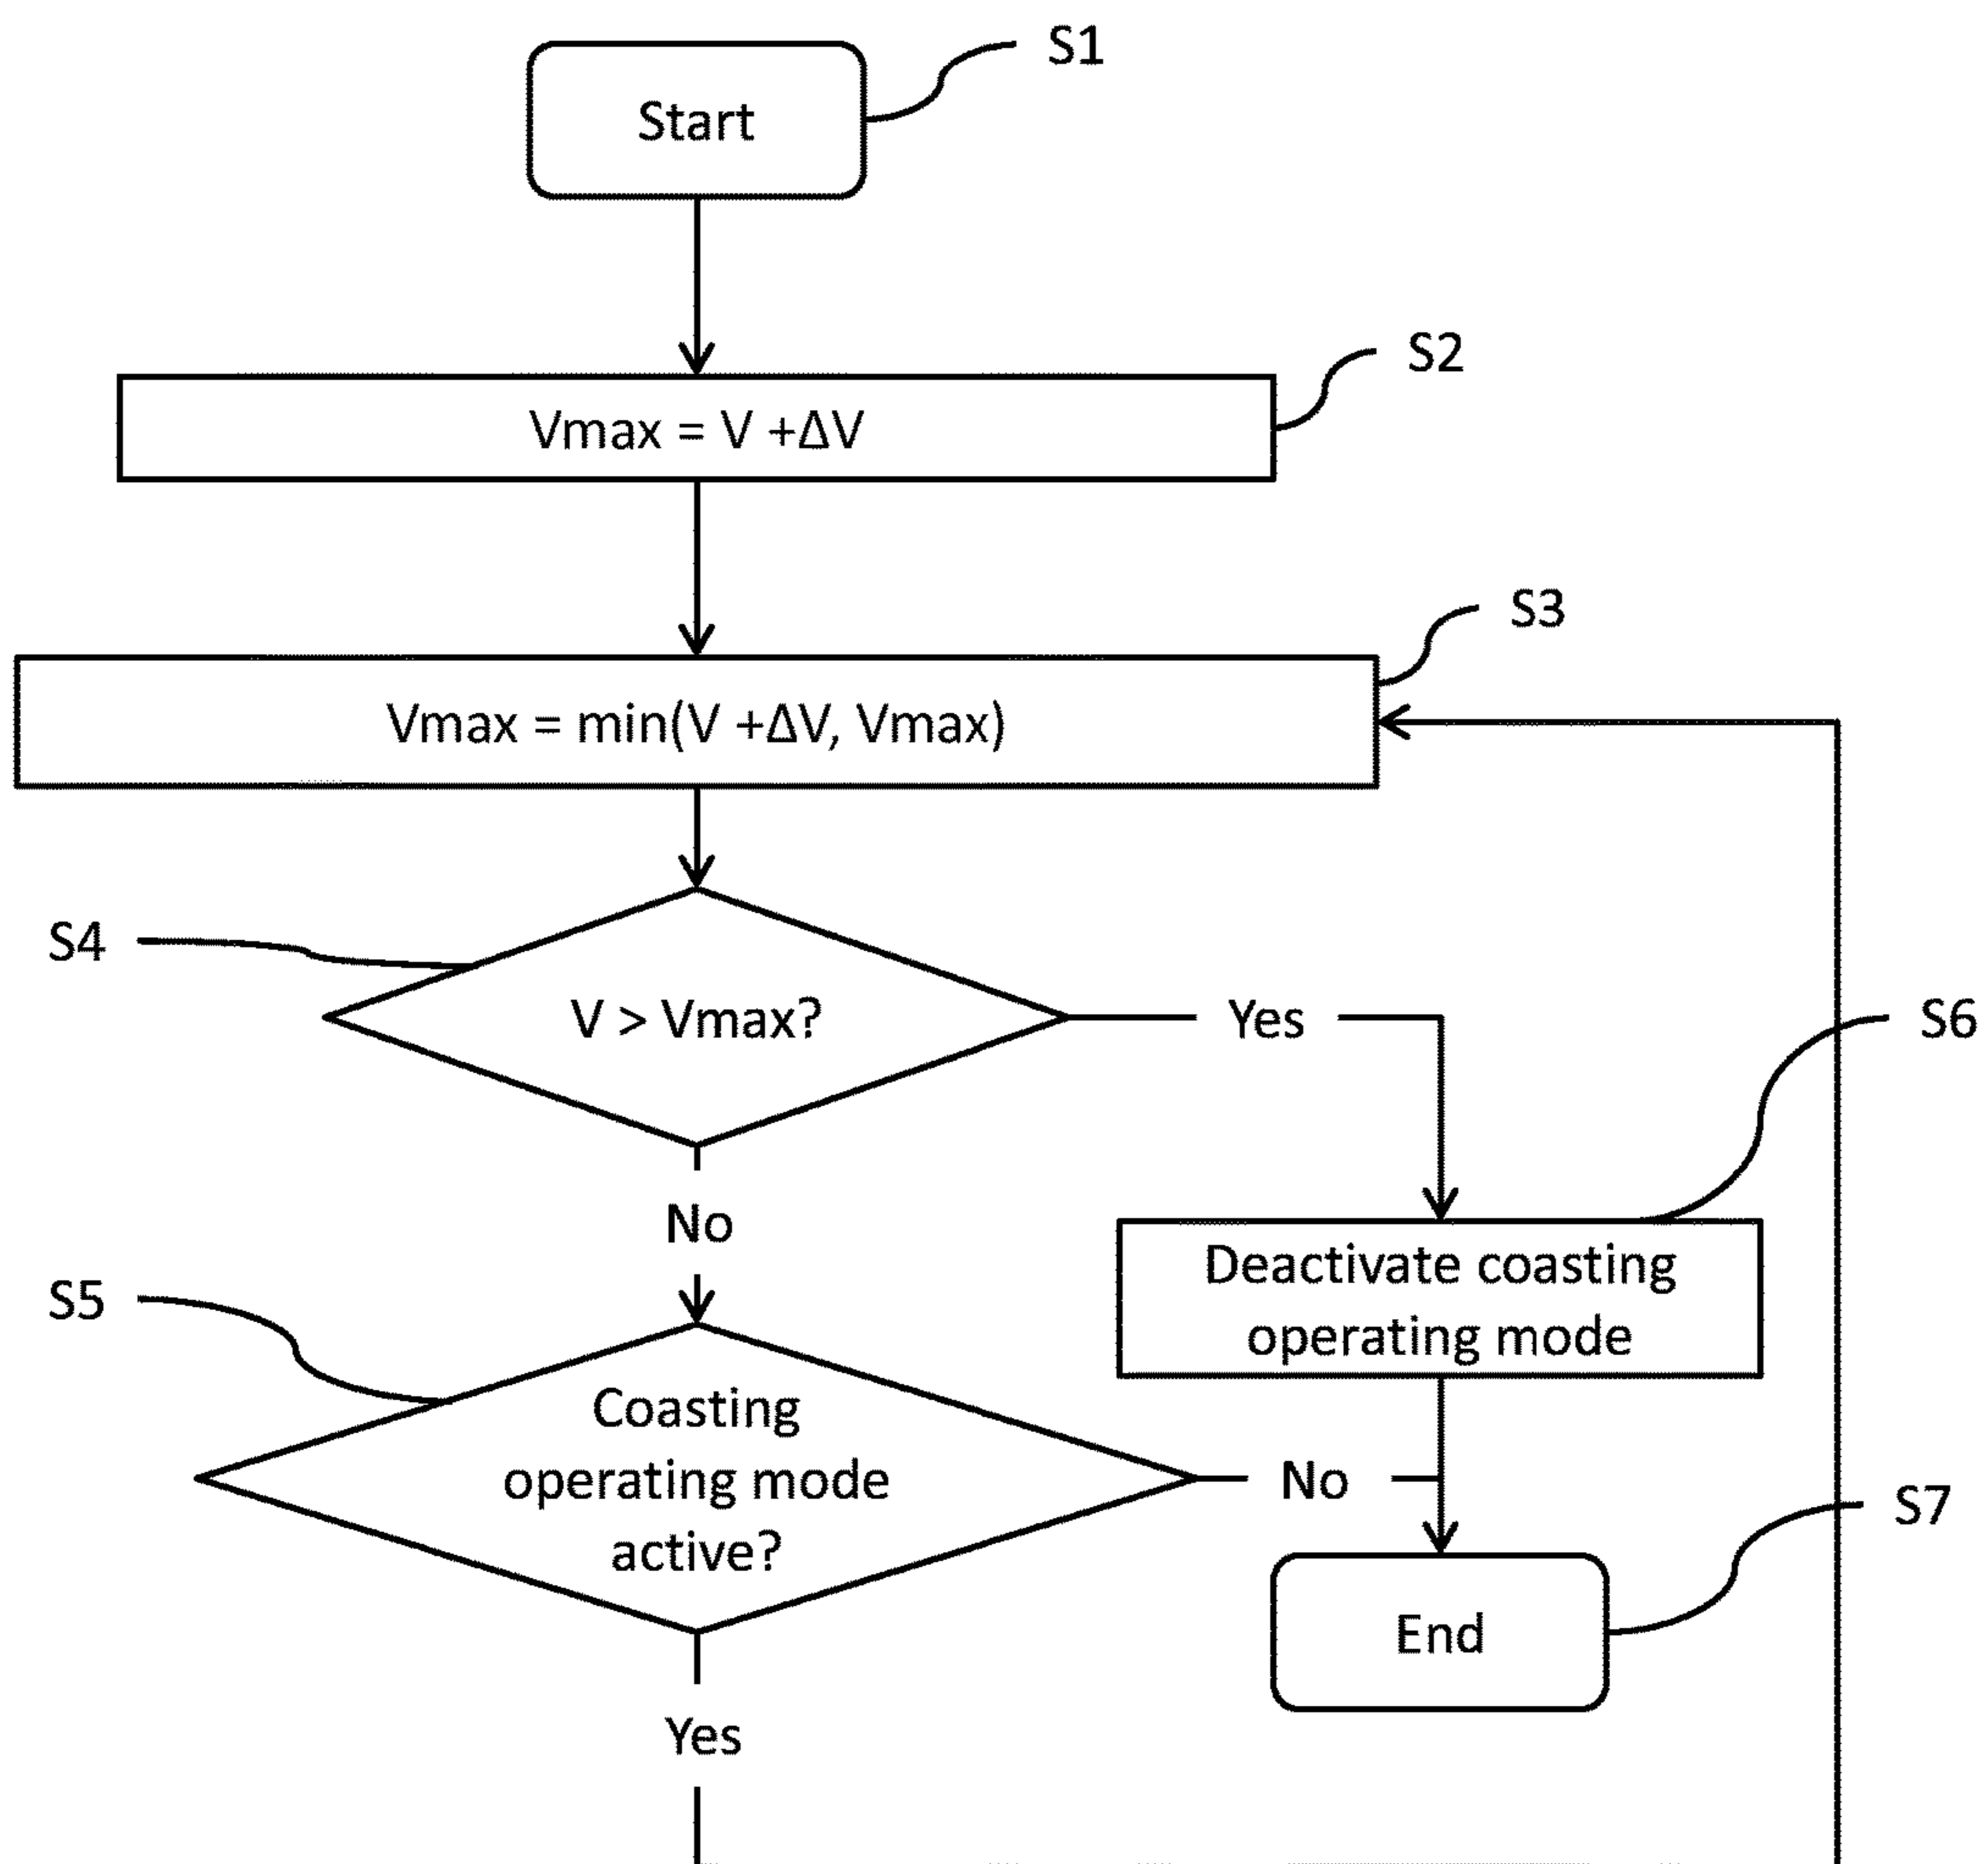 S1
Start
S2
Vmax = V +ΔV
S3
Vmax = min(V +ΔV, Vmax)
S4
V > Vmax?
Yes
S6
No
Deactivate coasting
operating mode
S5
Coasting
operating mode
active?
No
S7
End
Yes